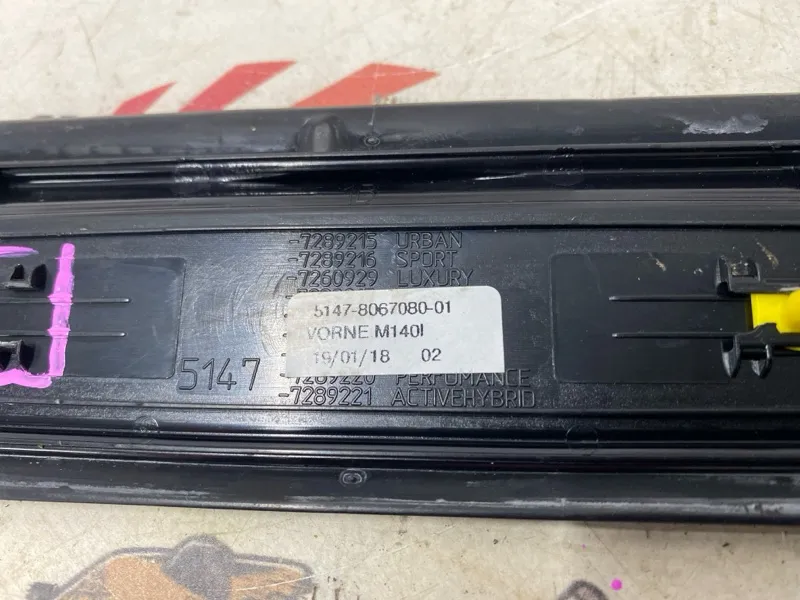 -7289215 URBAN
-7289216 SPORT
-7260929 LUXURY
5147-8067080-01
VORNE M140I
19/01/18 02
5147
-7289220 PERFOMANCE
-7289221 ACTIVEHYBRID